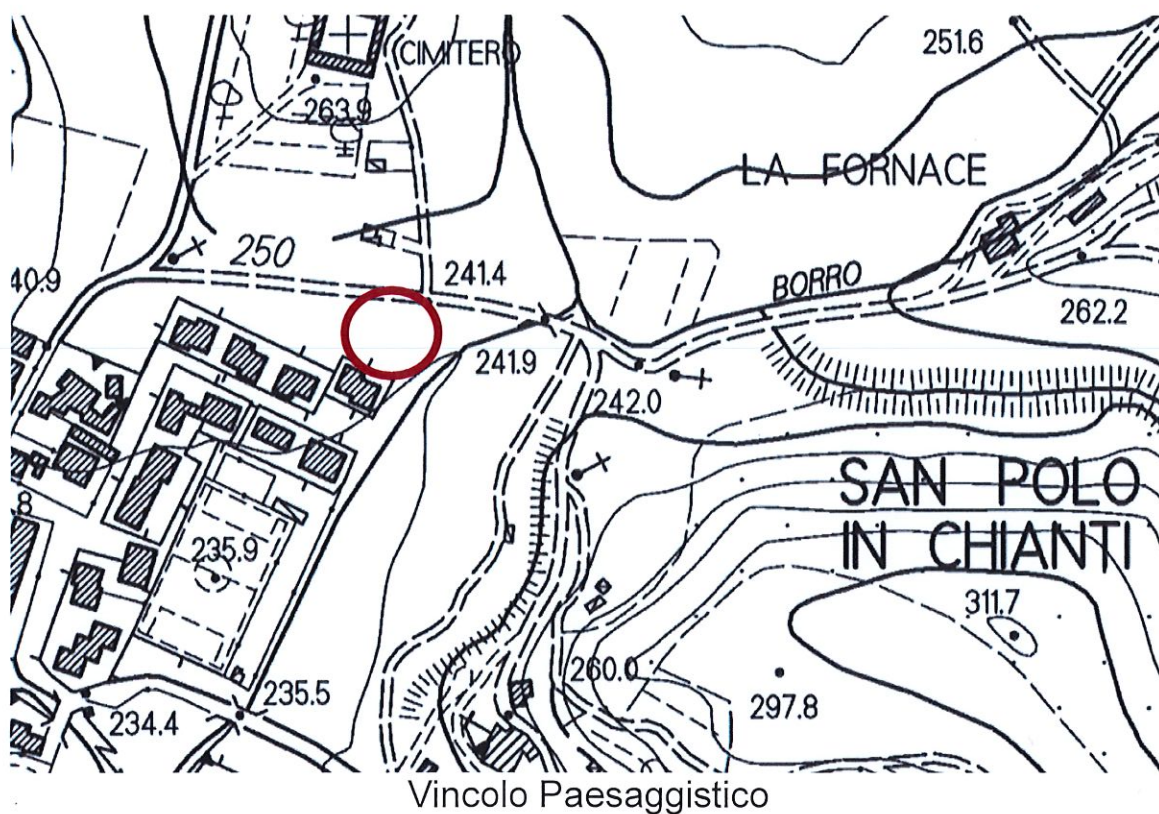 251.6
CIMITERO
263.9
LA FORNACE
250
241.4
40.9
BORRO
262.2
241.9
242.0
SAN POLO
IN CHIANTI
8
235.9
311.7
260.0
235.5
297.8
234.4
Vincolo Paesaggistico